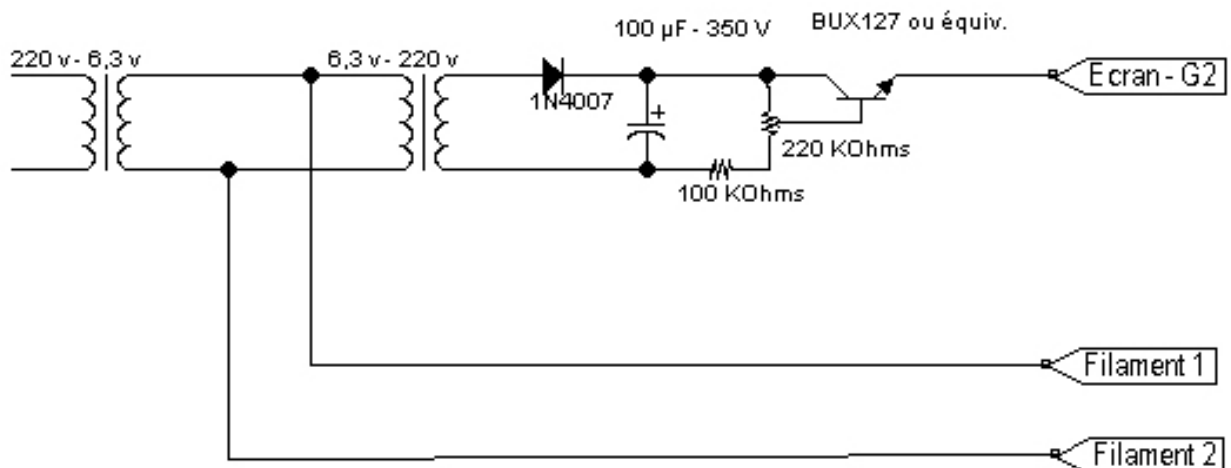 100 µF - 350 V
BUX127 ou équiv.
220 v - 6,3 v
6,3 v - 220 v
1N4007
+
Ecran - G2
220 KOhms
100 KOhms
Filament 1
Filament 2